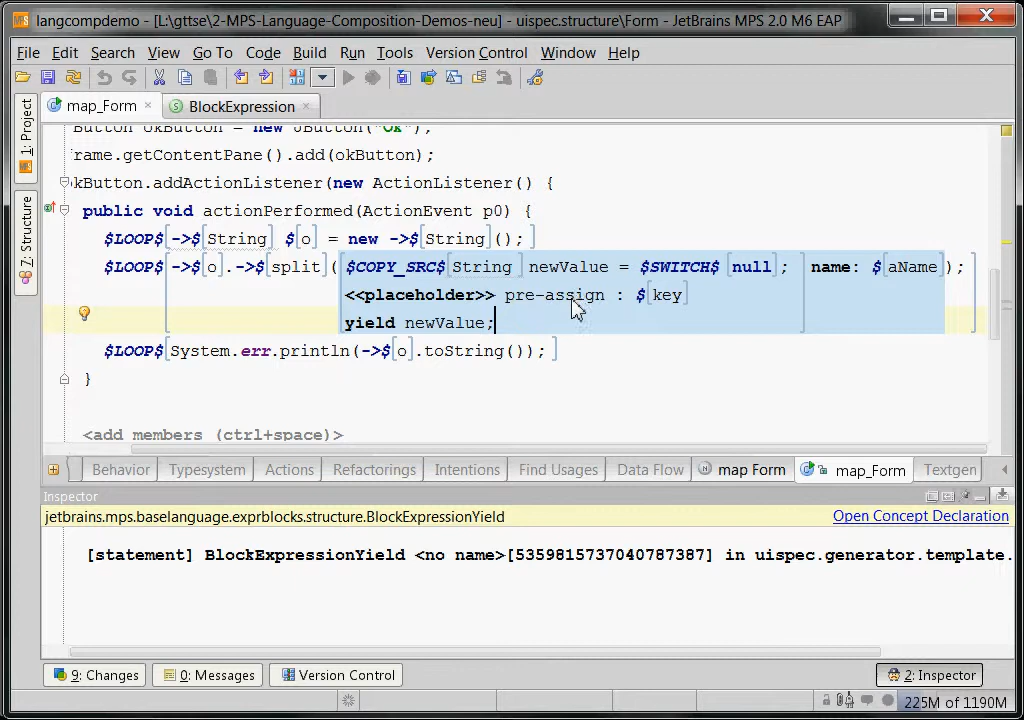 langcompdemo - [L:\gttse\2-MPS-Language-Composition-Demos-neu] - uispec.structure\Form - JetBrains MPS 2.0 M6 EAP
File Edit Search View Go To Code Build Run Tools Version Control Window Help
map_Form BlockExpression
1: Project
Z: Structure
Button okButton = new JButton("Ok");
rame.getContentPane().add(okButton);
kButton.addActionListener(new ActionListener() {
public void actionPerformed(ActionEvent p0) {
$LOOP$[->$[String] $[o] = new ->$[String]();]
$LOOP$[->$[o].->$[split]($COPY_SRC$[String] newValue = $SWITCH$[null]; name: $[aName]);
<<placeholder>> pre-assign : $[key]
yield newValue;
$LOOP$[System.err.println(->$[o].toString());]
}
<add members (ctrl+space)>
Behavior Typesystem Actions Refactorings Intentions Find Usages Data Flow map Form map_Form Textgen
Inspector
jetbrains.mps.baselanguage.exprblocks.structure.BlockExpressionYield Open Concept Declaration
[statement] BlockExpressionYield <no name>[5359815737040787387] in uispec.generator.template.
9: Changes 0: Messages Version Control 2: Inspector
225M of 1190M